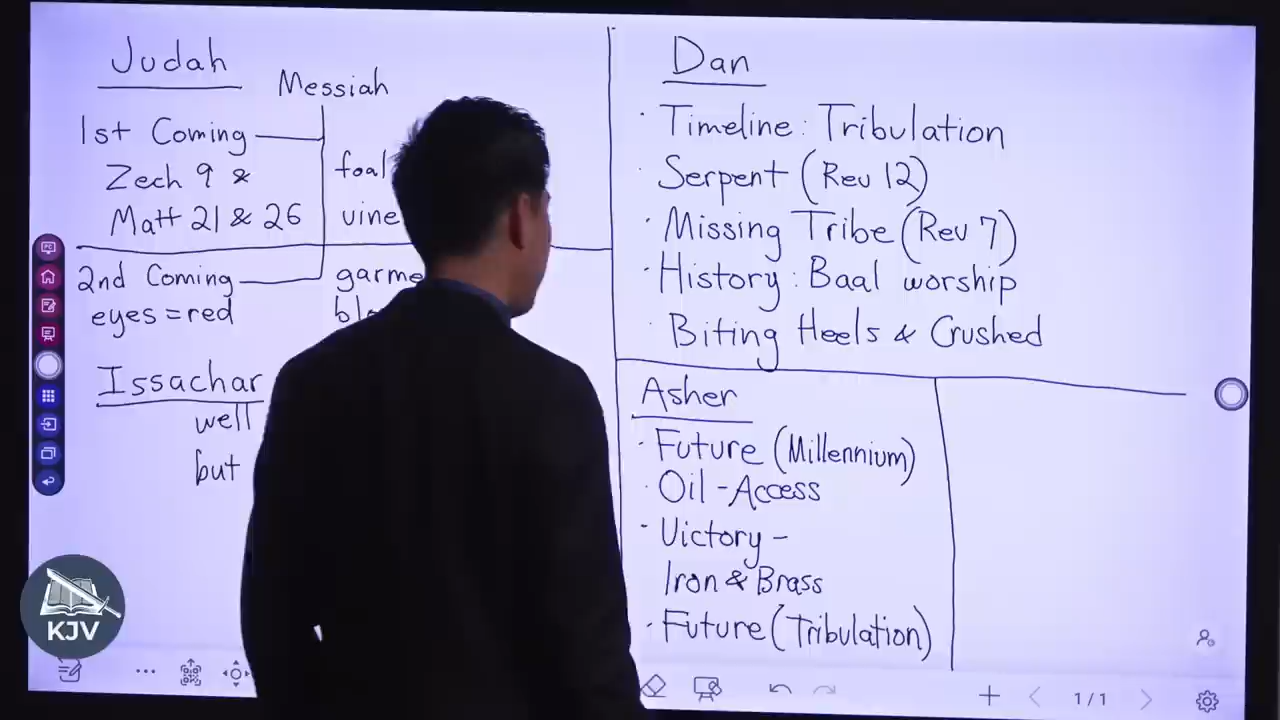 Judah
Messiah
1st Coming
Zech 9 &
Matt 21 & 26
foal
vine
2nd Coming
eyes = red
Issachar
well
but
Dan
· Timeline: Tribulation
· Serpent (Rev 12)
· Missing Tribe (Rev 7)
· History: Baal worship
· Biting Heels & Crushed
Asher
· Future (Millennium)
· Oil - Access
· Victory -
Iron & Brass
· Future (Tribulation)
KJV
1/1